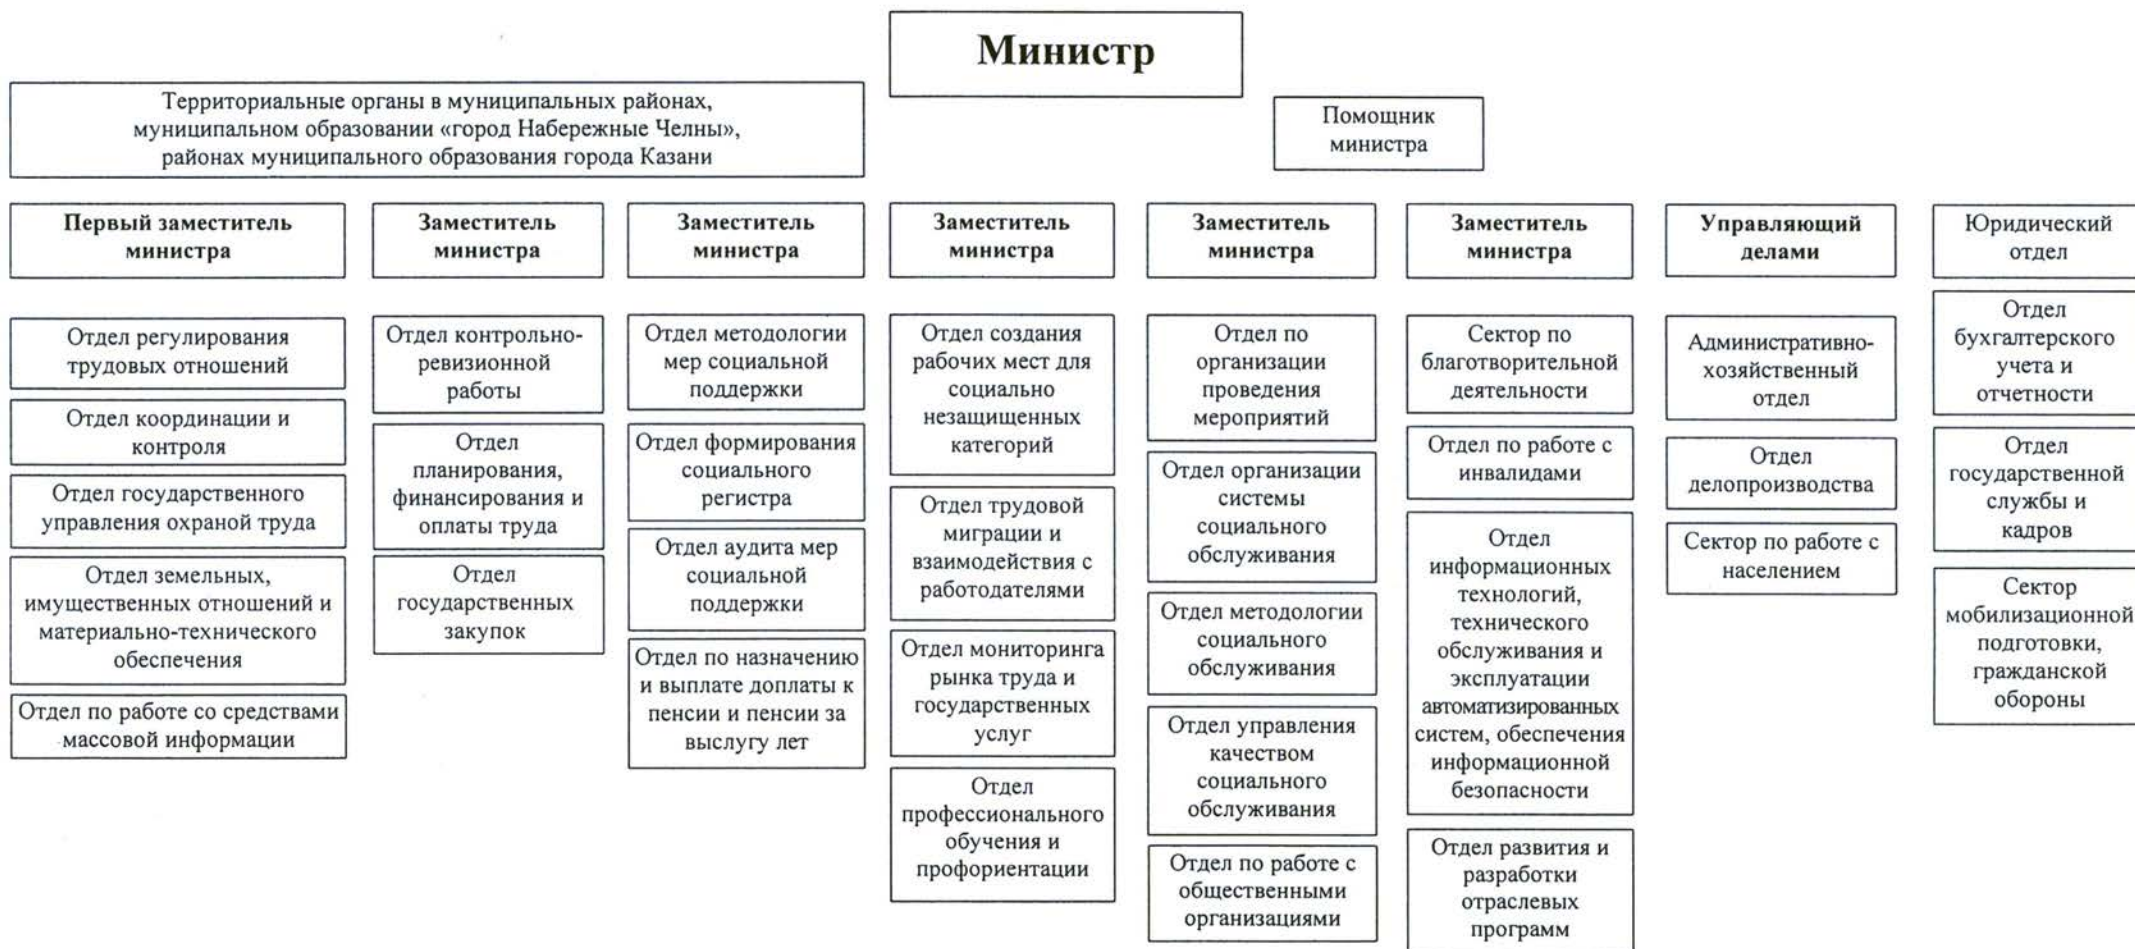 Министр
Территориальные органы в муниципальных районах,
муниципальном образовании «город Набережные Челны»,
районах муниципального образования города Казани
Помощник
министра
Первый заместитель
министра
Отдел регулирования
трудовых отношений
Отдел координации и
контроля
Отдел государственного
управления охраной труда
Отдел земельных,
имущественных отношений и
материально-технического
обеспечения
Отдел по работе со средствами
массовой информации
Заместитель
министра
Отдел контрольно-
ревизионной
работы
Отдел
планирования,
финансирования и
оплаты труда
Отдел
государственных
закупок
Заместитель
министра
Отдел методологии
мер социальной
поддержки
Отдел формирования
социального
регистра
Отдел аудита мер
социальной
поддержки
Отдел по назначению
и выплате доплаты к
пенсии и пенсии за
выслугу лет
Заместитель
министра
Отдел создания
рабочих мест для
социально
незащищенных
категорий
Отдел трудовой
миграции и
взаимодействия с
работодателями
Отдел мониторинга
рынка труда и
государственных
услуг
Отдел
профессионального
обучения и
профориентации
Заместитель
министра
Отдел по
организации
проведения
мероприятий
Отдел организации
системы
социального
обслуживания
Отдел методологии
социального
обслуживания
Отдел управления
качеством
социального
обслуживания
Отдел по работе с
общественными
организациями
Заместитель
министра
Сектор по
благотворительной
деятельности
Отдел по работе с
инвалидами
Отдел
информационных
технологий,
технического
обслуживания и
эксплуатации
автоматизированных
систем, обеспечения
информационной
безопасности
Отдел развития и
разработки
отраслевых
программ
Управляющий
делами
Административно-
хозяйственный
отдел
Отдел
делопроизводства
Сектор по работе с
населением
Юридический
отдел
Отдел
бухгалтерского
учета и
отчетности
Отдел
государственной
службы и
кадров
Сектор
мобилизационной
подготовки,
гражданской
обороны